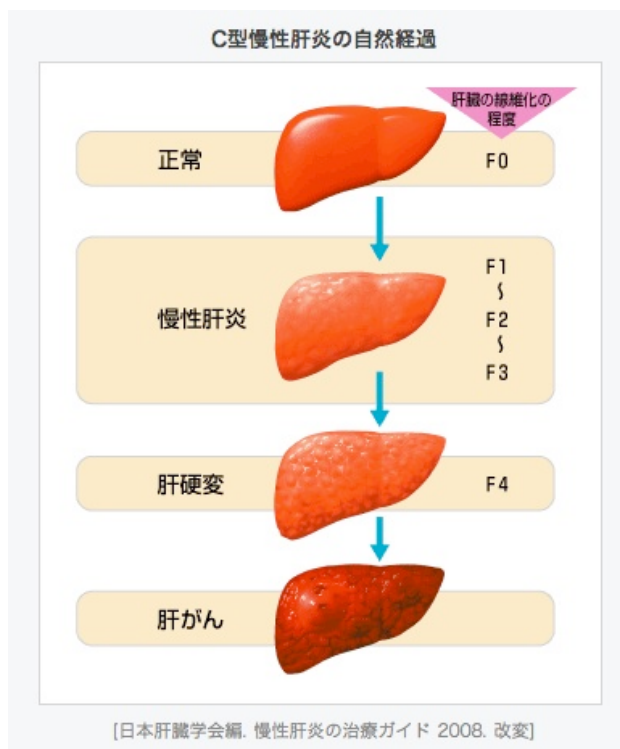 C型慢性肝炎の自然経過
肝臓の線維化の
程度
正常
F0
慢性肝炎
F1
〜
F2
〜
F3
肝硬変
F4
肝がん
[日本肝臓学会編. 慢性肝炎の治療ガイド 2008. 改変]